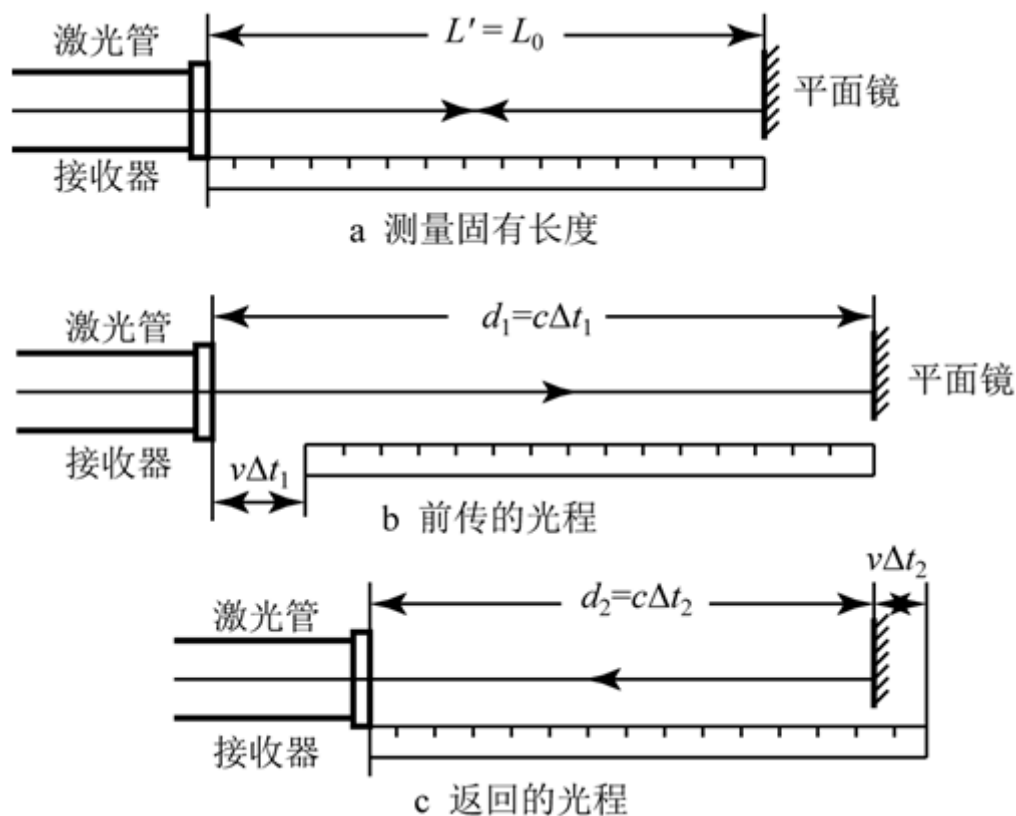 L′ = L₀
激光管
平面镜
接收器
a 测量固有长度
d₁=cΔt₁
激光管
平面镜
接收器
vΔt₁
b 前传的光程
vΔt₂
d₂=cΔt₂
激光管
接收器
c 返回的光程